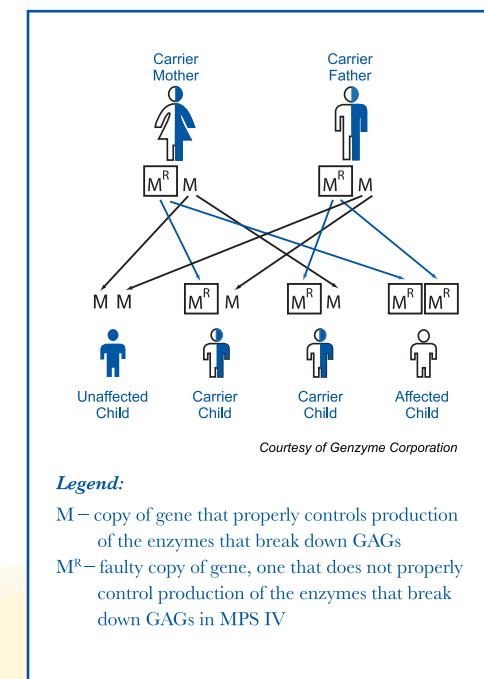 Carrier Mother
Carrier Father
M^R M
M^R M
M M
M^R M
M^R M
M^R M^R
Unaffected Child
Carrier Child
Carrier Child
Affected Child
Courtesy of Genzyme Corporation
Legend:
M – copy of gene that properly controls production
of the enzymes that break down GAGs
M^R – faulty copy of gene, one that does not properly
control production of the enzymes that break
down GAGs in MPS IV